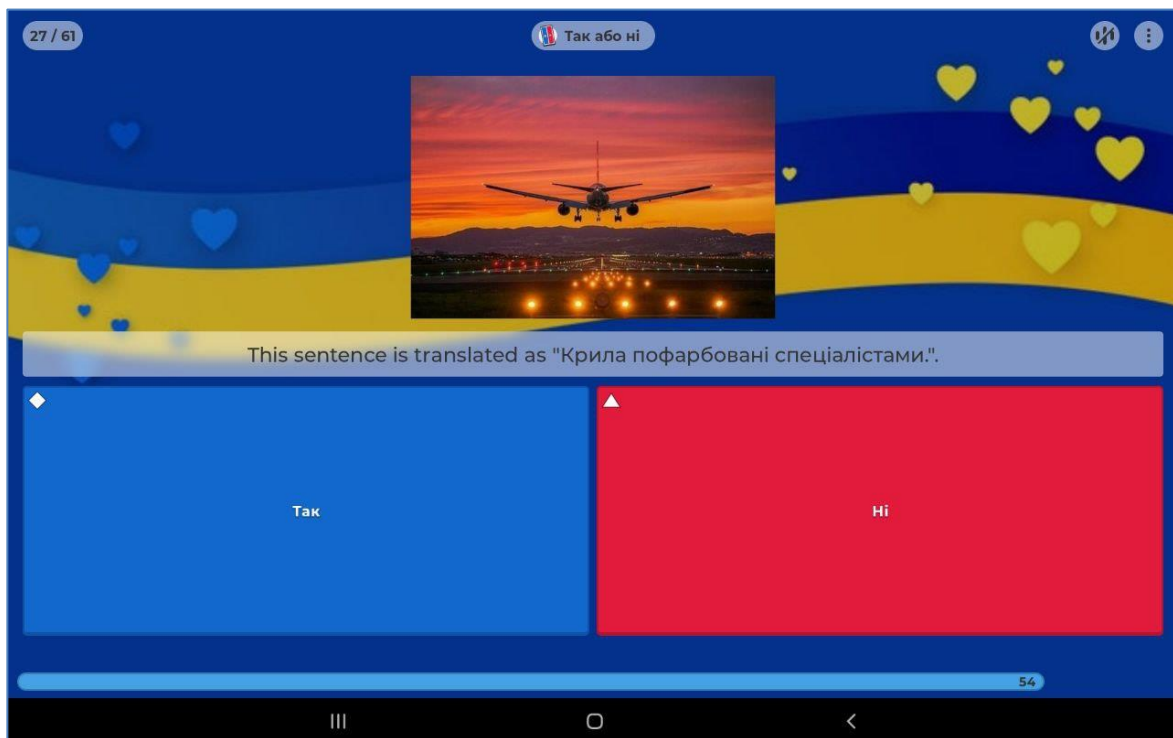 27 / 61
Так або ні
This sentence is translated as "Крила пофарбовані спеціалістами.".
Так
Ні
54